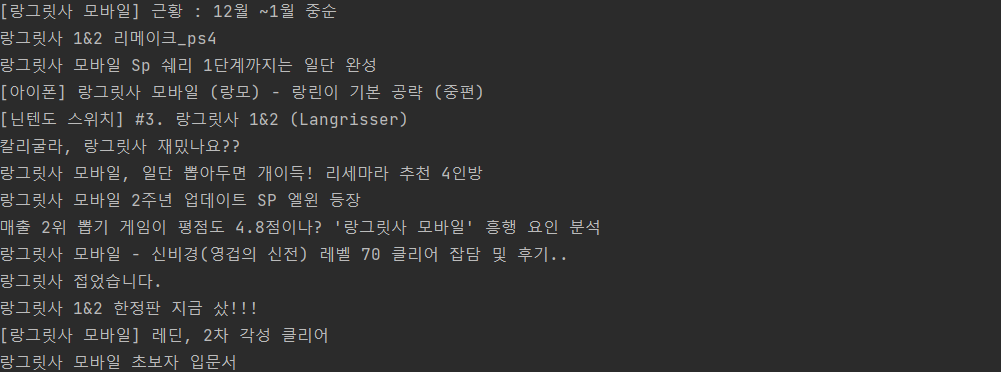 [랑그릿사 모바일] 근황 : 12월 ~1월 중순
랑그릿사 1&2 리메이크_ps4
랑그릿사 모바일 Sp 쉐리 1단계까지는 일단 완성
[아이폰] 랑그릿사 모바일 (랑모) - 랑린이 기본 공략 (중편)
[닌텐도 스위치] #3. 랑그릿사 1&2 (Langrisser)
칼리굴라, 랑그릿사 재밌나요??
랑그릿사 모바일, 일단 뽑아두면 개이득! 리세마라 추천 4인방
랑그릿사 모바일 2주년 업데이트 SP 엘윈 등장
매출 2위 뽑기 게임이 평점도 4.8점이나? '랑그릿사 모바일' 흥행 요인 분석
랑그릿사 모바일 - 신비경(영겁의 신전) 레벨 70 클리어 잡담 및 후기..
랑그릿사 접었습니다.
랑그릿사 1&2 한정판 지금 샀!!!
[랑그릿사 모바일] 레딘, 2차 각성 클리어
랑그릿사 모바일 초보자 입문서